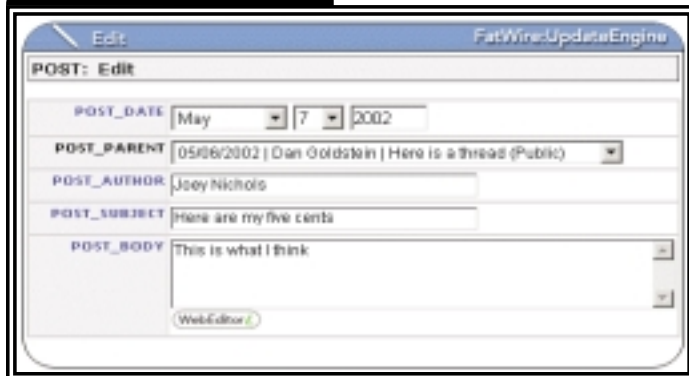 Edit FatWire:UpdateEngine
POST: Edit
POST_DATE May 7 2002
POST_PARENT 05/06/2002 | Dan Goldstein | Here is a thread (Public)
POST_AUTHOR Joey Nichols
POST_SUBJECT Here are my five cents
POST_BODY This is what I think
WebEditor